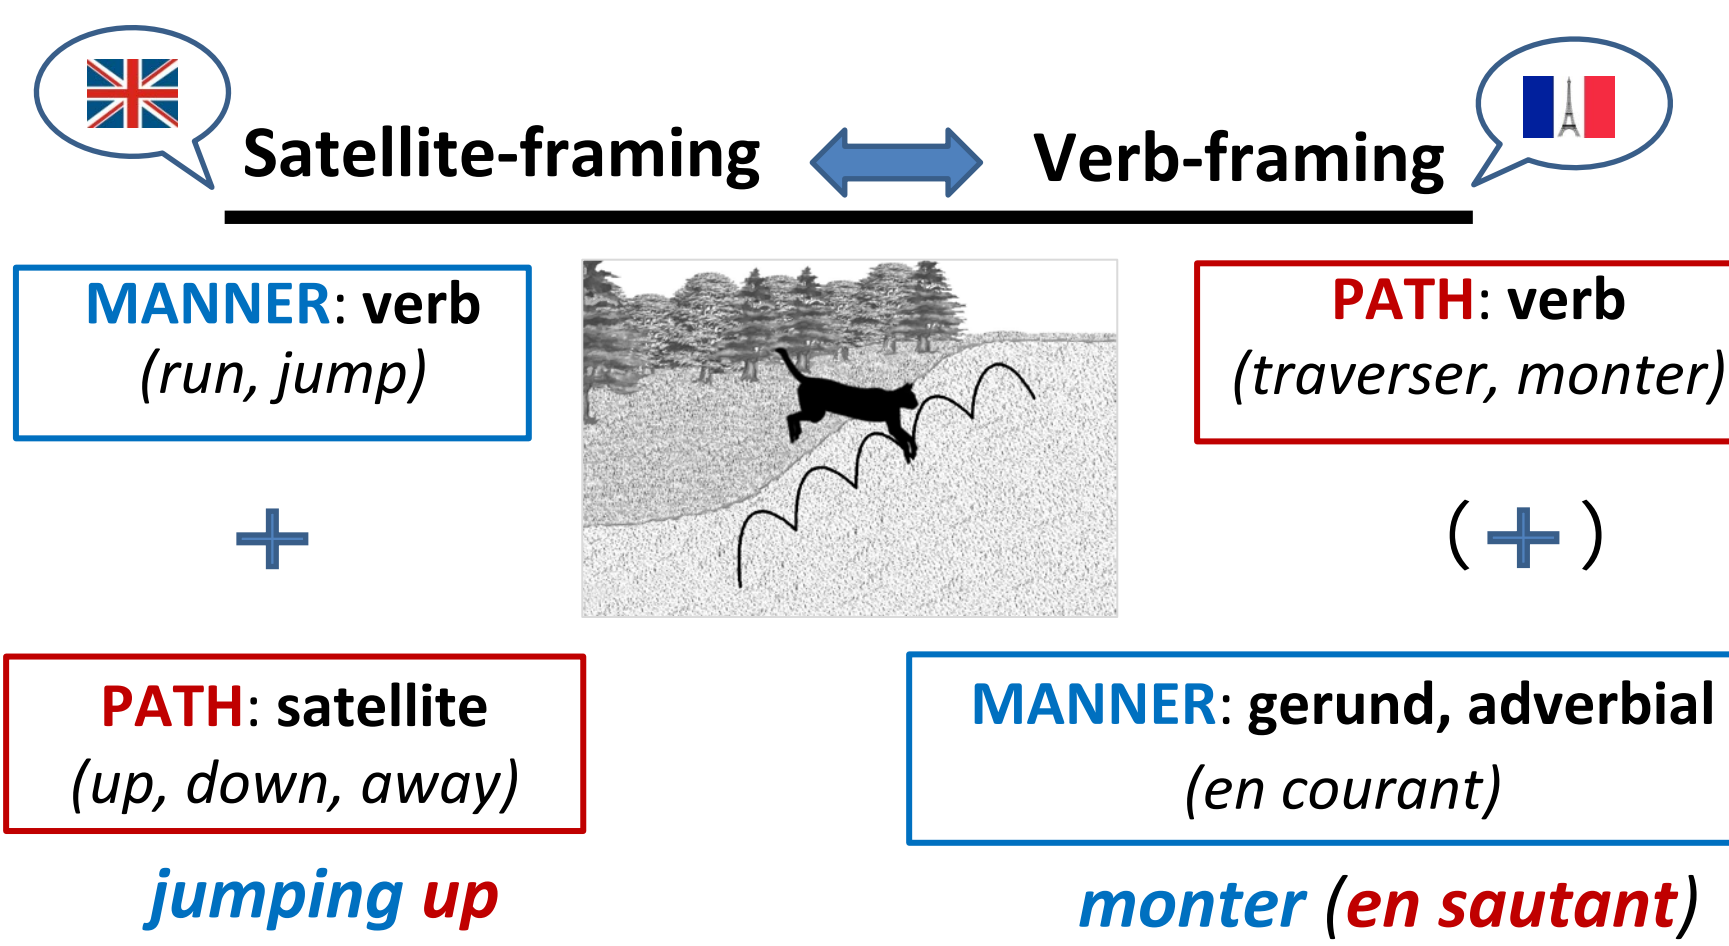 Satellite-framing
Verb-framing
MANNER: verb
(run, jump)
+
PATH: satellite
(up, down, away)
jumping up
PATH: verb
(traverser, monter)
( + )
MANNER: gerund, adverbial
(en courant)
monter (en sautant)